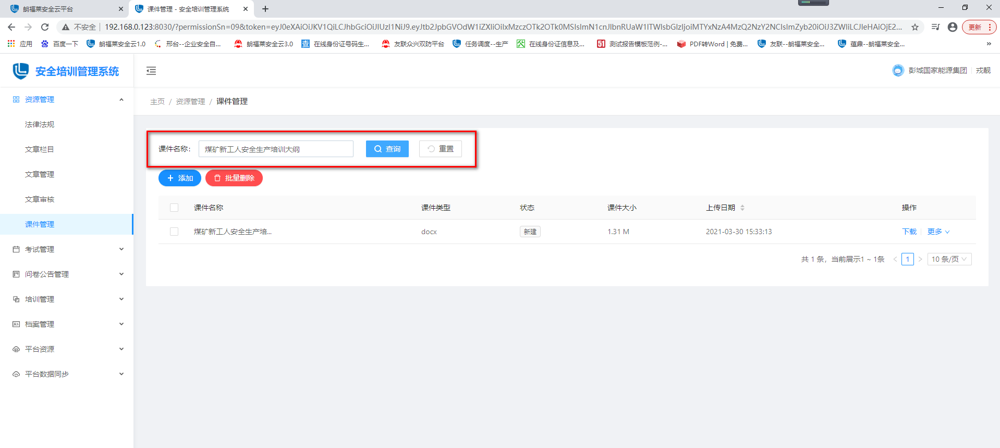 朗福莱安全云平台
课件管理 - 安全培训管理系统
不安全
192.168.0.123:8030/?permissionSn=09&token=eyJ0eXAiOiJKV1QiLCJhbGciOiJIUzI1NiJ9.eyJtb2JpbGVOdW1iZXIiOiIxMzczOTk2OTk0MSIsImN1cnJlbnRUaW1lTWlsbGlzIjoiMTYxNzA4MzQ2NzY2NCIsImZyb20iOiJ3ZWIiLCJleHAiOjE2...
更新
应用
百度一下
朗福莱安全云1.0
邢台--企业安全自...
朗福莱安全云3.0
查 在线身份证号码生...
友联众兴双防平台
任务调度--生产
在线身份证信息及...
51 测试报告模板范例-...
PDF转Word | 免费...
友联--朗福莱安全...
蕴鼎--朗福莱安全...
»
安全培训管理系统
彭城国家能源集团
戎靓
资源管理
法律法规
文章栏目
文章管理
文章审核
课件管理
考试管理
问卷公告管理
培训管理
档案管理
平台资源
平台数据同步
主页 / 资源管理 / 课件管理
课件名称: 煤矿新工人安全生产培训大纲 查询 重置
添加 批量删除
课件名称 课件类型 状态 课件大小 上传日期 操作
煤矿新工人安全生产培... docx 新建 1.31 M 2021-03-30 15:33:13 下载 更多
共 1 条, 当前展示1 ~ 1条 < 1 > 10 条/页